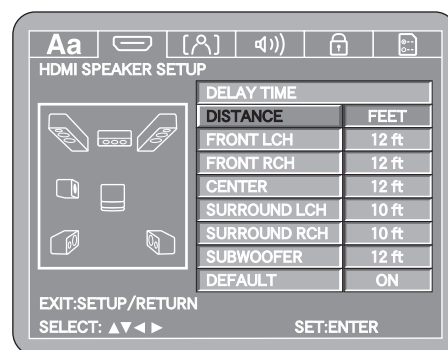 Aa
HDMI SPEAKER SETUP
DELAY TIME
DISTANCE FEET
FRONT LCH 12 ft
FRONT RCH 12 ft
CENTER 12 ft
SURROUND LCH 10 ft
SURROUND RCH 10 ft
SUBWOOFER 12 ft
DEFAULT ON
EXIT:SETUP/RETURN
SELECT: ▲▼◄► SET:ENTER